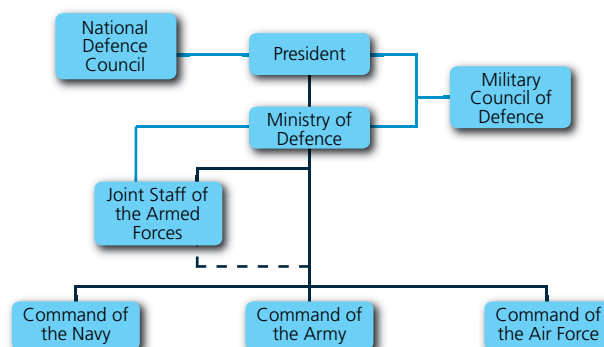 National
Defence
Council
President
Military
Council of
Defence
Ministry of
Defence
Joint Staff of
the Armed
Forces
Command of
the Navy
Command of
the Army
Command of
the Air Force